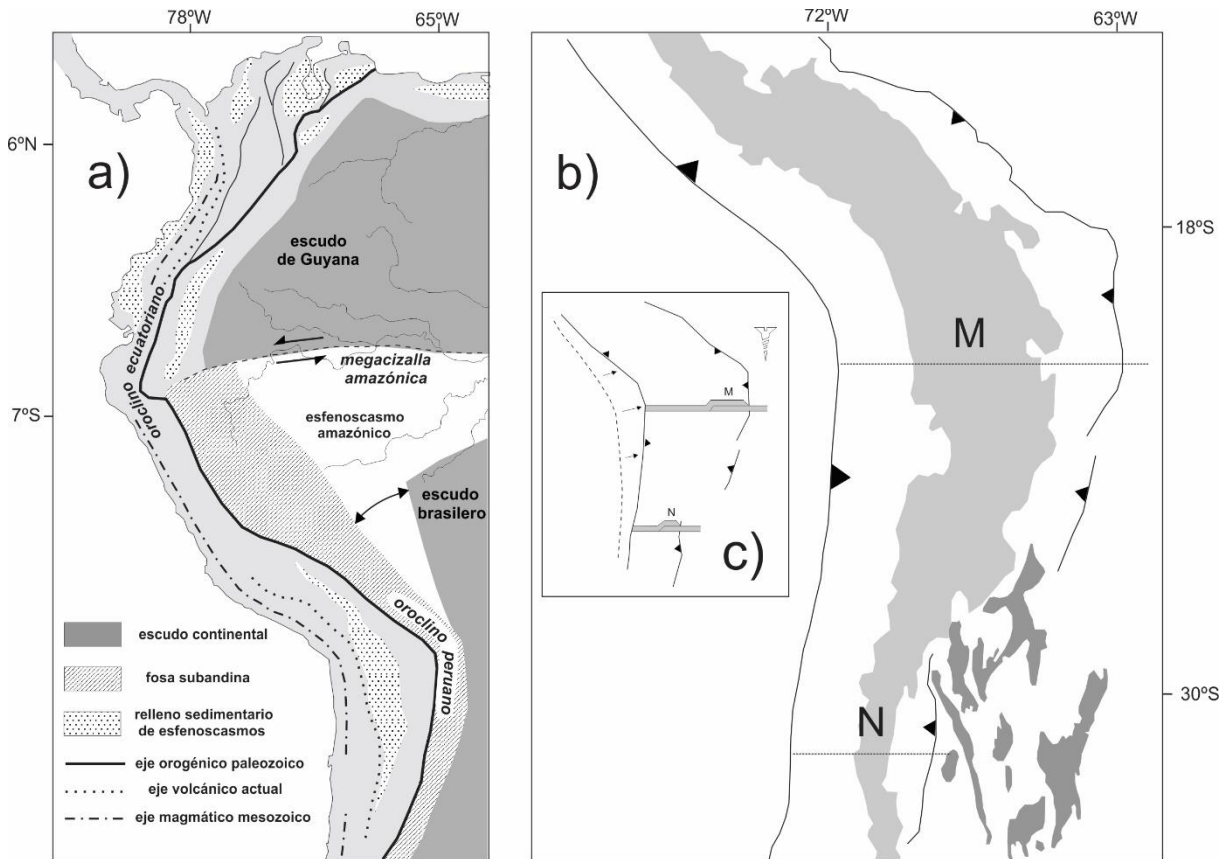 78ºW
65ºW
6ºN
7ºS
a)
escudo
de Guyana
megacizalla
amazónica
esfenoscasmo
amazónico
escudo
brasilero
oroclino ecuatoriano
oroclino peruano
escudo continental
fosa subandina
relleno sedimentario
de esfenoscasmos
eje orogénico paleozoico
eje volcánico actual
eje magmático mesozoico
72ºW
63ºW
18ºS
30ºS
b)
M
N
M
N
c)